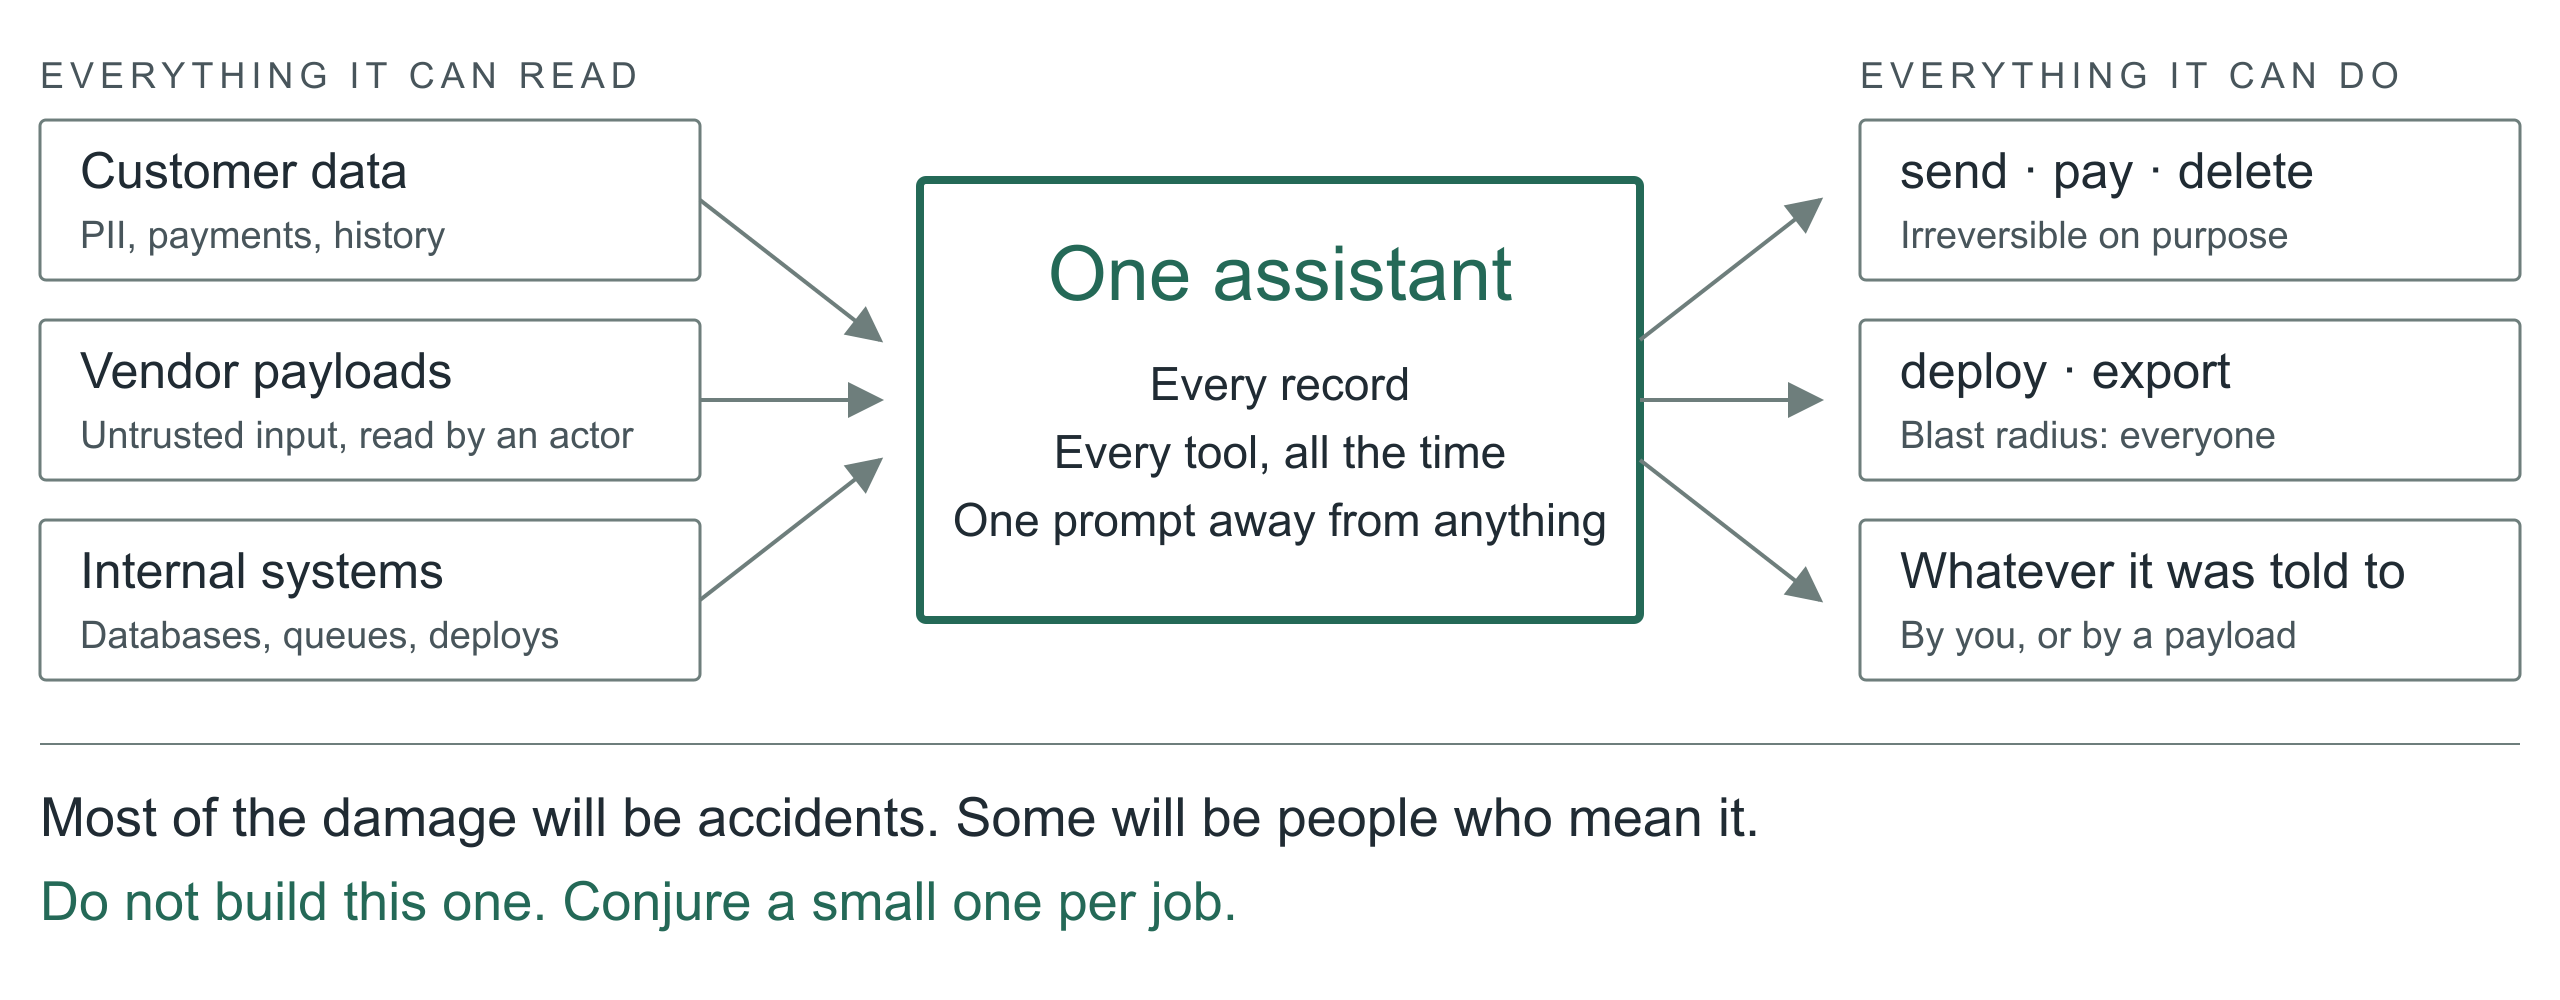 EVERYTHING IT CAN READ
Customer data
PII, payments, history
Vendor payloads
Untrusted input, read by an actor
Internal systems
Databases, queues, deploys
One assistant
Every record
Every tool, all the time
One prompt away from anything
EVERYTHING IT CAN DO
send · pay · delete
Irreversible on purpose
deploy · export
Blast radius: everyone
Whatever it was told to
By you, or by a payload
Most of the damage will be accidents. Some will be people who mean it.
Do not build this one. Conjure a small one per job.